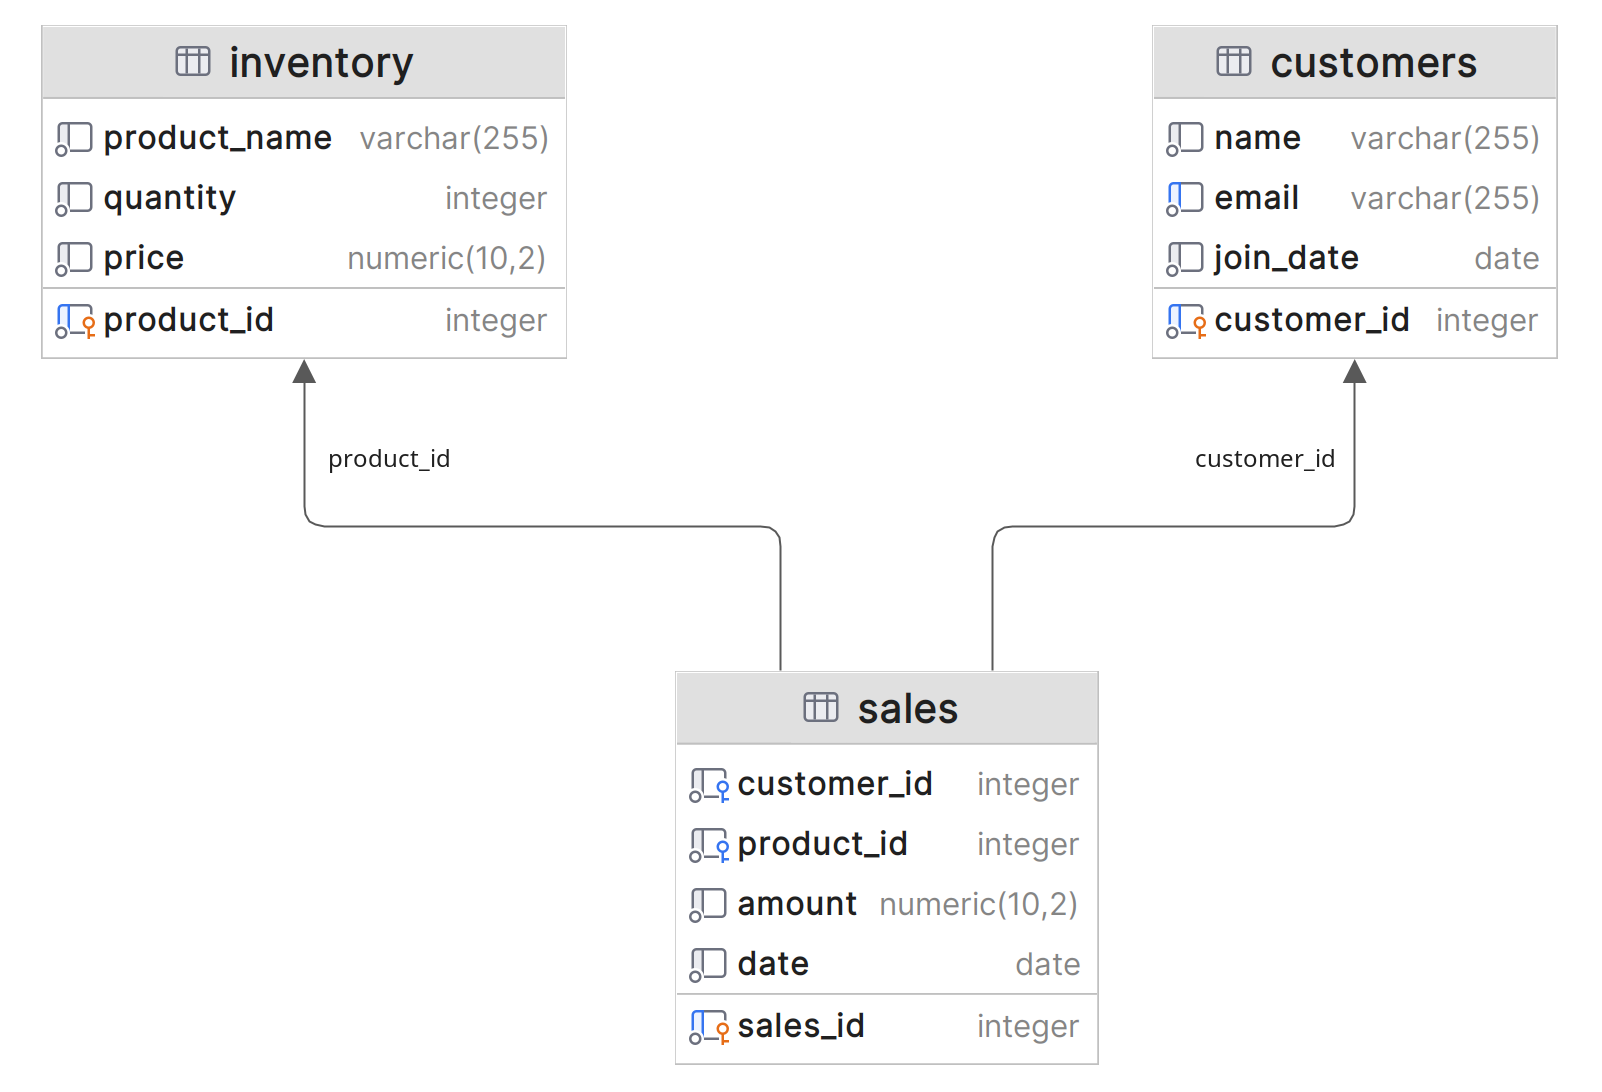 inventory
product_name varchar(255)
quantity integer
price numeric(10,2)
product_id integer
customers
name varchar(255)
email varchar(255)
join_date date
customer_id integer
product_id
customer_id
sales
customer_id integer
product_id integer
amount numeric(10,2)
date date
sales_id integer